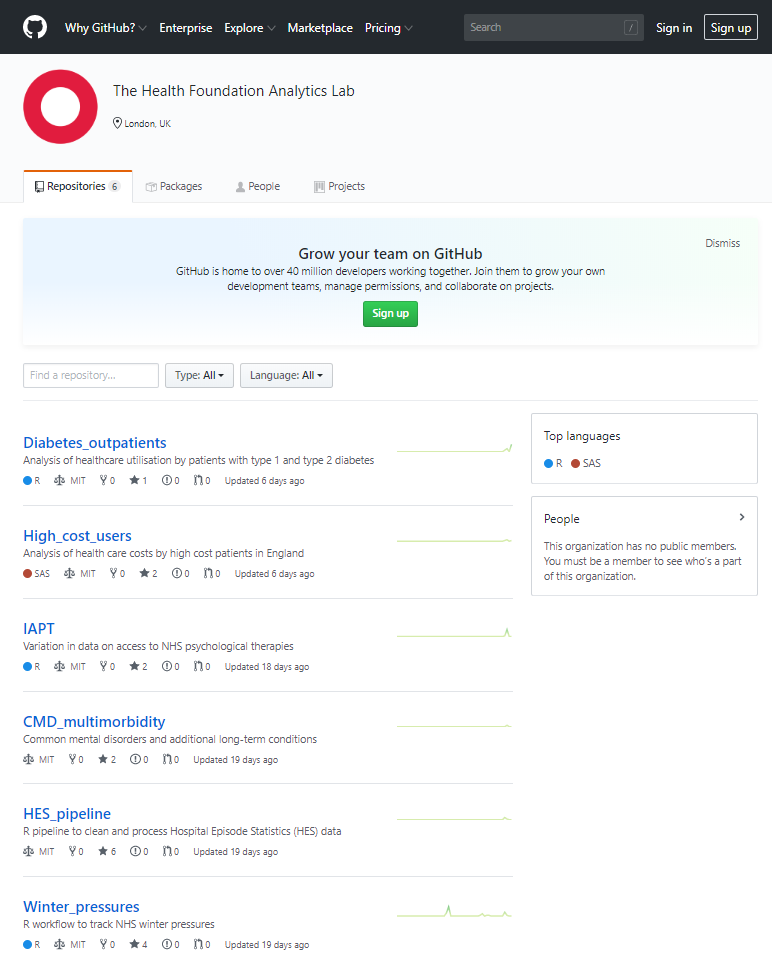 Why GitHub? Enterprise Explore Marketplace Pricing Search / Sign in Sign up
The Health Foundation Analytics Lab
London, UK
Repositories 6 Packages People Projects
Dismiss
Grow your team on GitHub
GitHub is home to over 40 million developers working together. Join them to grow your own
development teams, manage permissions, and collaborate on projects.
Sign up
Find a repository... Type: All Language: All
Diabetes_outpatients
Analysis of healthcare utilisation by patients with type 1 and type 2 diabetes
R MIT 0 1 0 0 Updated 6 days ago
High_cost_users
Analysis of health care costs by high cost patients in England
SAS MIT 0 2 0 0 Updated 6 days ago
IAPT
Variation in data on access to NHS psychological therapies
R MIT 0 2 0 0 Updated 18 days ago
CMD_multimorbidity
Common mental disorders and additional long-term conditions
MIT 0 2 0 0 Updated 19 days ago
HES_pipeline
R pipeline to clean and process Hospital Episode Statistics (HES) data
MIT 0 6 0 0 Updated 19 days ago
Winter_pressures
R workflow to track NHS winter pressures
R MIT 0 4 0 0 Updated 19 days ago
Top languages
R SAS
People
This organization has no public members.
You must be a member to see who's a part
of this organization.